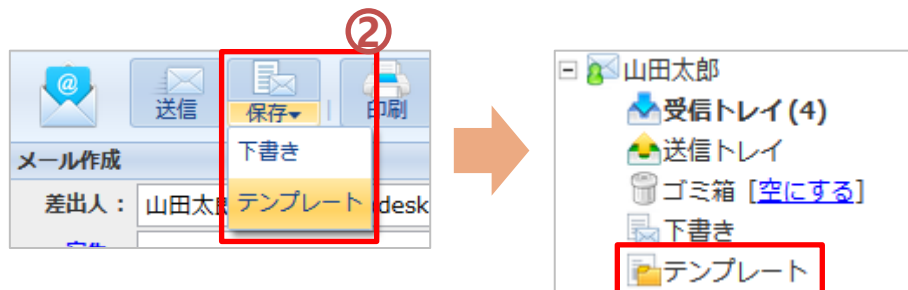 ②
送信
保存▾
印刷
下書き
テンプレート
メール作成
差出人：
山田太
desk
山田太郎
受信トレイ (4)
送信トレイ
ゴミ箱 [空にする]
下書き
テンプレート